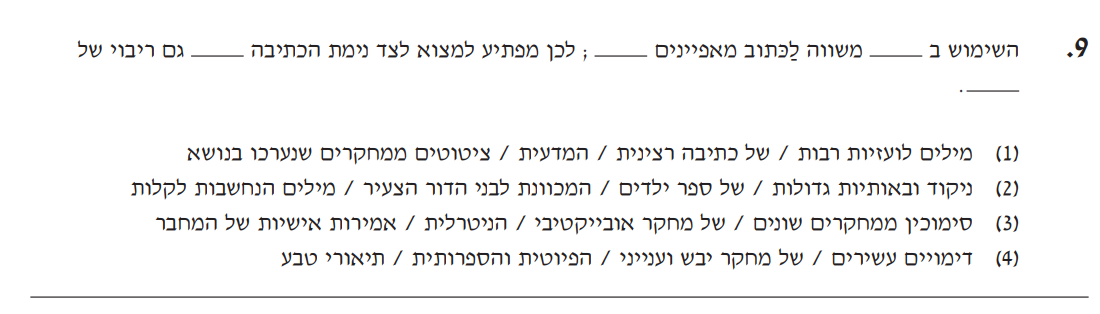 9. השימוש ב _____ משווה לַכּתוב מאפיינים _____ ; לכן מפתיע למצוא לצד נימת הכתיבה _____ גם ריבוי של
_____.
(1) מילים לועזיות רבות / של כתיבה רצינית / המדעית / ציטוטים ממחקרים שנערכו בנושא
(2) ניקוד ובאותיות גדולות / של ספר ילדים / המכוונת לבני הדור הצעיר / מילים הנחשבות לקלות
(3) סימוכין ממחקרים שונים / של מחקר אובייקטיבי / הניטרלית / אמירות אישיות של המחבר
(4) דימויים עשירים / של מחקר יבש וענייני / הפיוטית והספרותית / תיאורי טבע